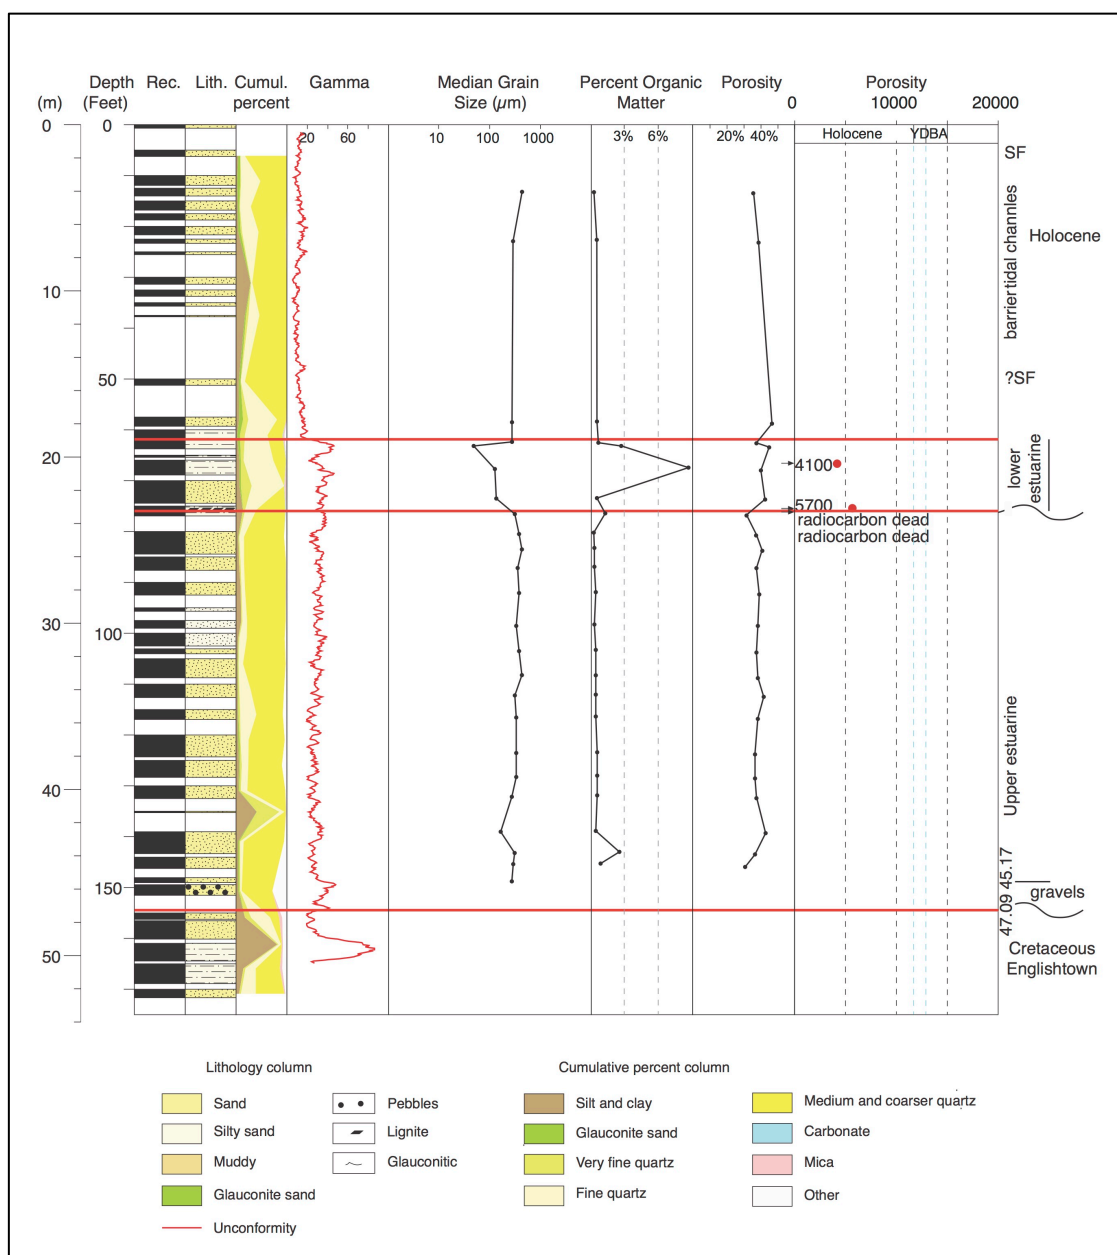 Depth Rec. Lith. Cumul. Gamma Median Grain Percent Organic Porosity Porosity
(m) (Feet) percent Size (µm) Matter 0 10000 20000
0 0 20 60 10 100 1000 3% 6% 20% 40% Holocene YDBA
SF
barriertidal channles
Holocene
10
50
?SF
20
lower
estuarine
4100
5700
radiocarbon dead
radiocarbon dead
30
100
Upper estuarine
40
150
47.09 45.17
gravels
50
Cretaceous
Englishtown
Lithology column
Cumulative percent column
Sand
Pebbles
Silt and clay
Medium and coarser quartz
Silty sand
Lignite
Glauconite sand
Carbonate
Muddy
Glauconitic
Very fine quartz
Mica
Glauconite sand
Fine quartz
Other
Unconformity